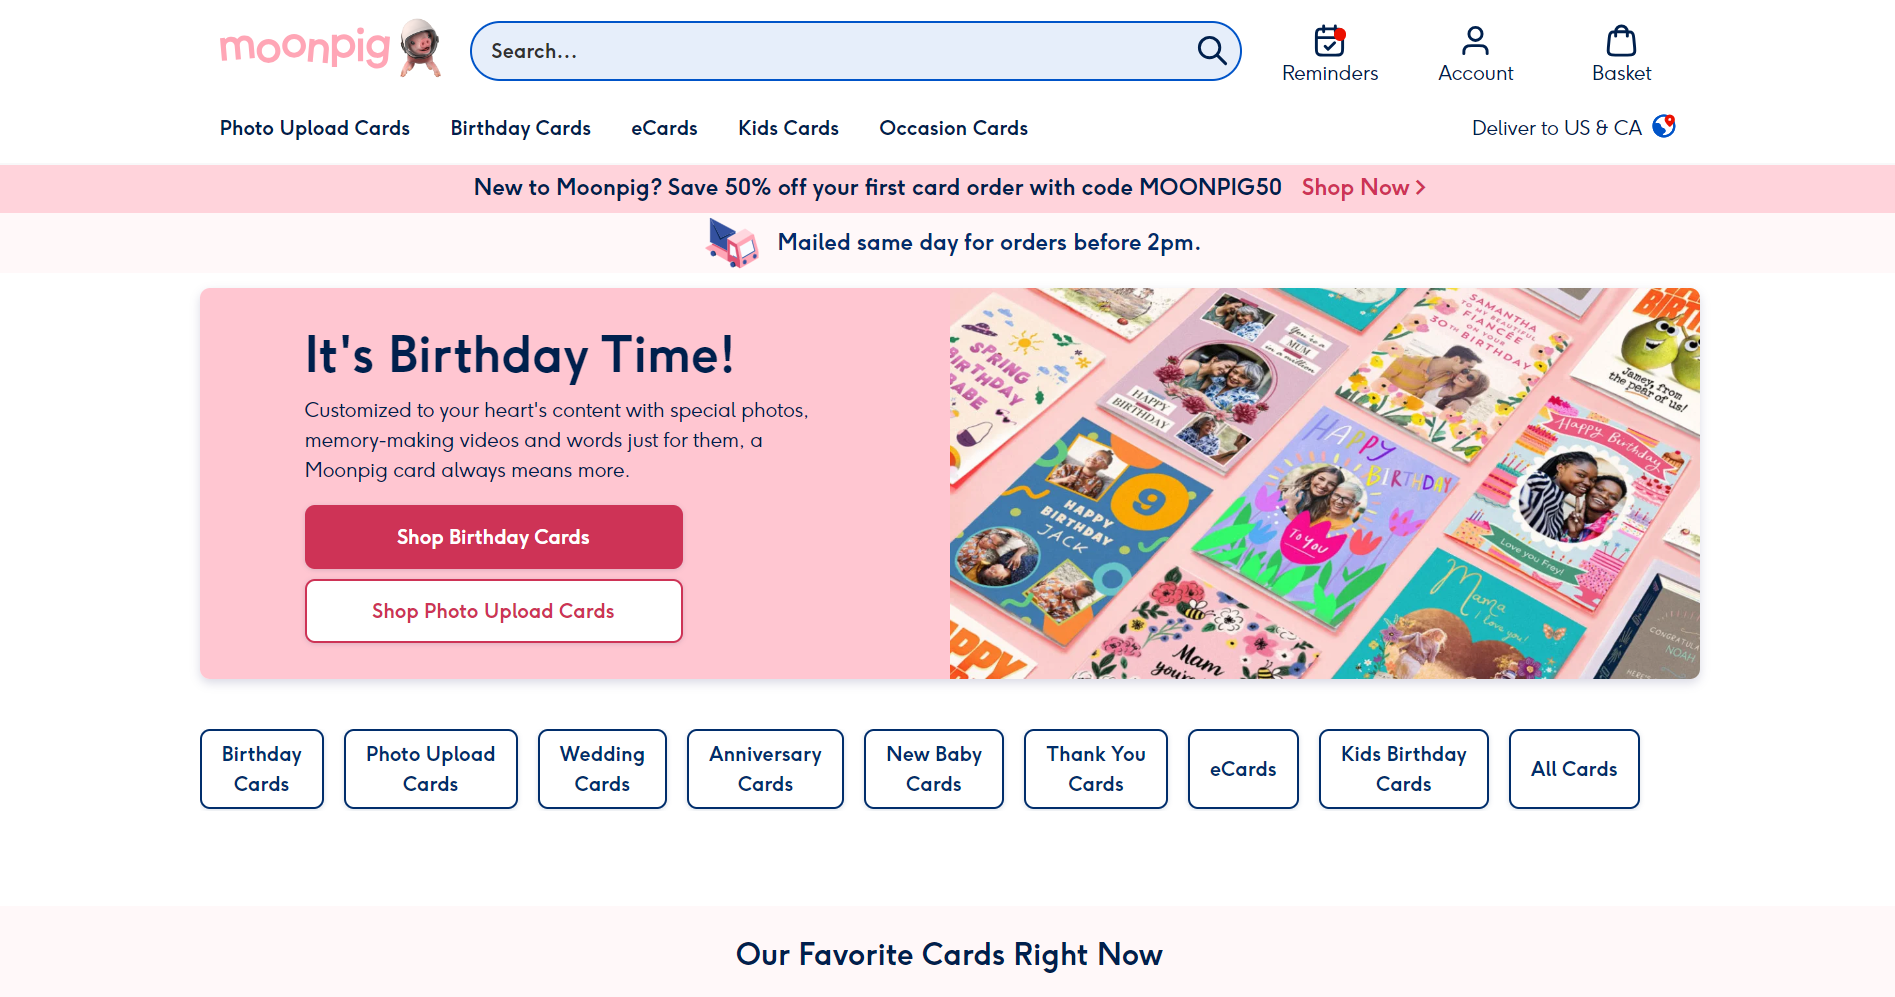 moonpig
Search...
Reminders
Account
Basket
Photo Upload Cards
Birthday Cards
eCards
Kids Cards
Occasion Cards
Deliver to US & CA
New to Moonpig? Save 50% off your first card order with code MOONPIG50 Shop Now
Mailed same day for orders before 2pm.
It's Birthday Time!
Customized to your heart's content with special photos,
memory-making videos and words just for them, a
Moonpig card always means more.
Shop Birthday Cards
Shop Photo Upload Cards
SPRING
BIRTHDAY
BABE
You're a
MUM
in a million
HAPPY
BIRTHDAY
SAMANTHA
TO MY BEAUTIFUL
FIANCÉE
ON YOUR
30TH BIRTHDAY
Jamey, from
the pear of us!
HAPPY
BIRTHDAY
JACK
9
HAPPY
BIRTHDAY
To You
Happy Birthday
Love you Frey!
Mam
Mama
I love you!
NOAH
Birthday
Cards
Photo Upload
Cards
Wedding
Cards
Anniversary
Cards
New Baby
Cards
Thank You
Cards
eCards
Kids Birthday
Cards
All Cards
Our Favorite Cards Right Now